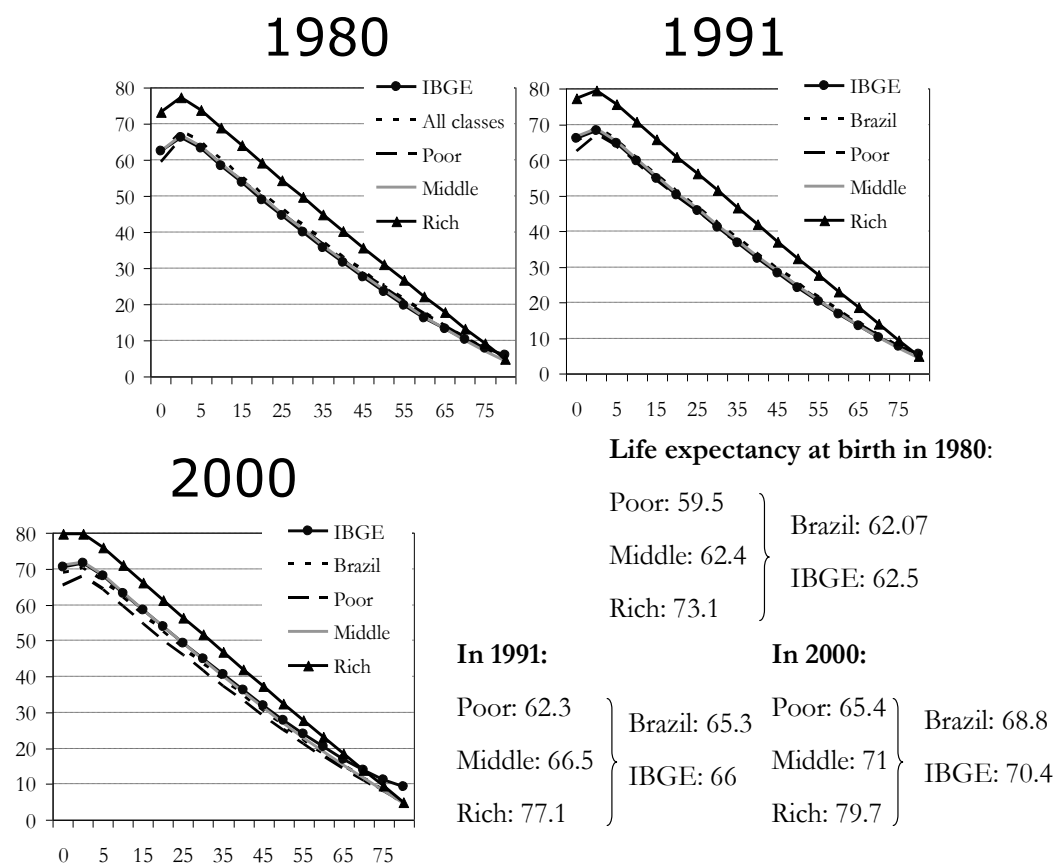 1980
1991
80
70
60
50
40
30
20
10
0
0 5 15 25 35 45 55 65 75
IBGE
All classes
Poor
Middle
Rich
80
70
60
50
40
30
20
10
0
0 5 15 25 35 45 55 65 75
IBGE
Brazil
Poor
Middle
Rich
2000
80
70
60
50
40
30
20
10
0
0 5 15 25 35 45 55 65 75
IBGE
Brazil
Poor
Middle
Rich
Life expectancy at birth in 1980:
Poor: 59.5
Middle: 62.4
Rich: 73.1
Brazil: 62.07
IBGE: 62.5
In 1991:
Poor: 62.3
Middle: 66.5
Rich: 77.1
Brazil: 65.3
IBGE: 66
In 2000:
Poor: 65.4
Middle: 71
Rich: 79.7
Brazil: 68.8
IBGE: 70.4